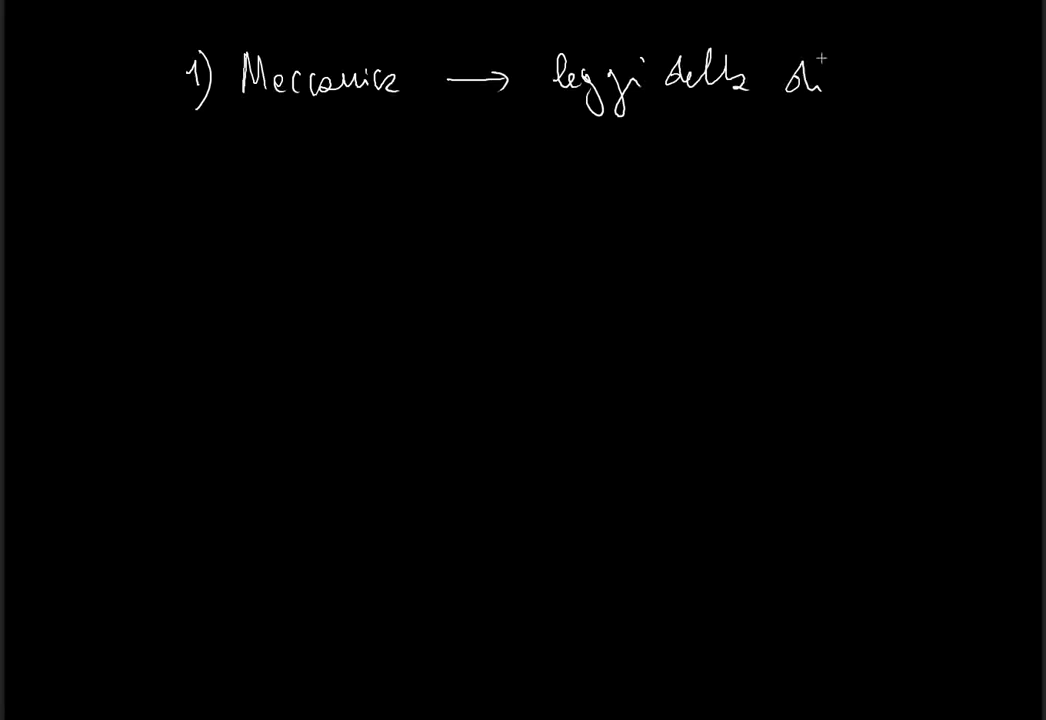 1) Meccanica → leggi della di